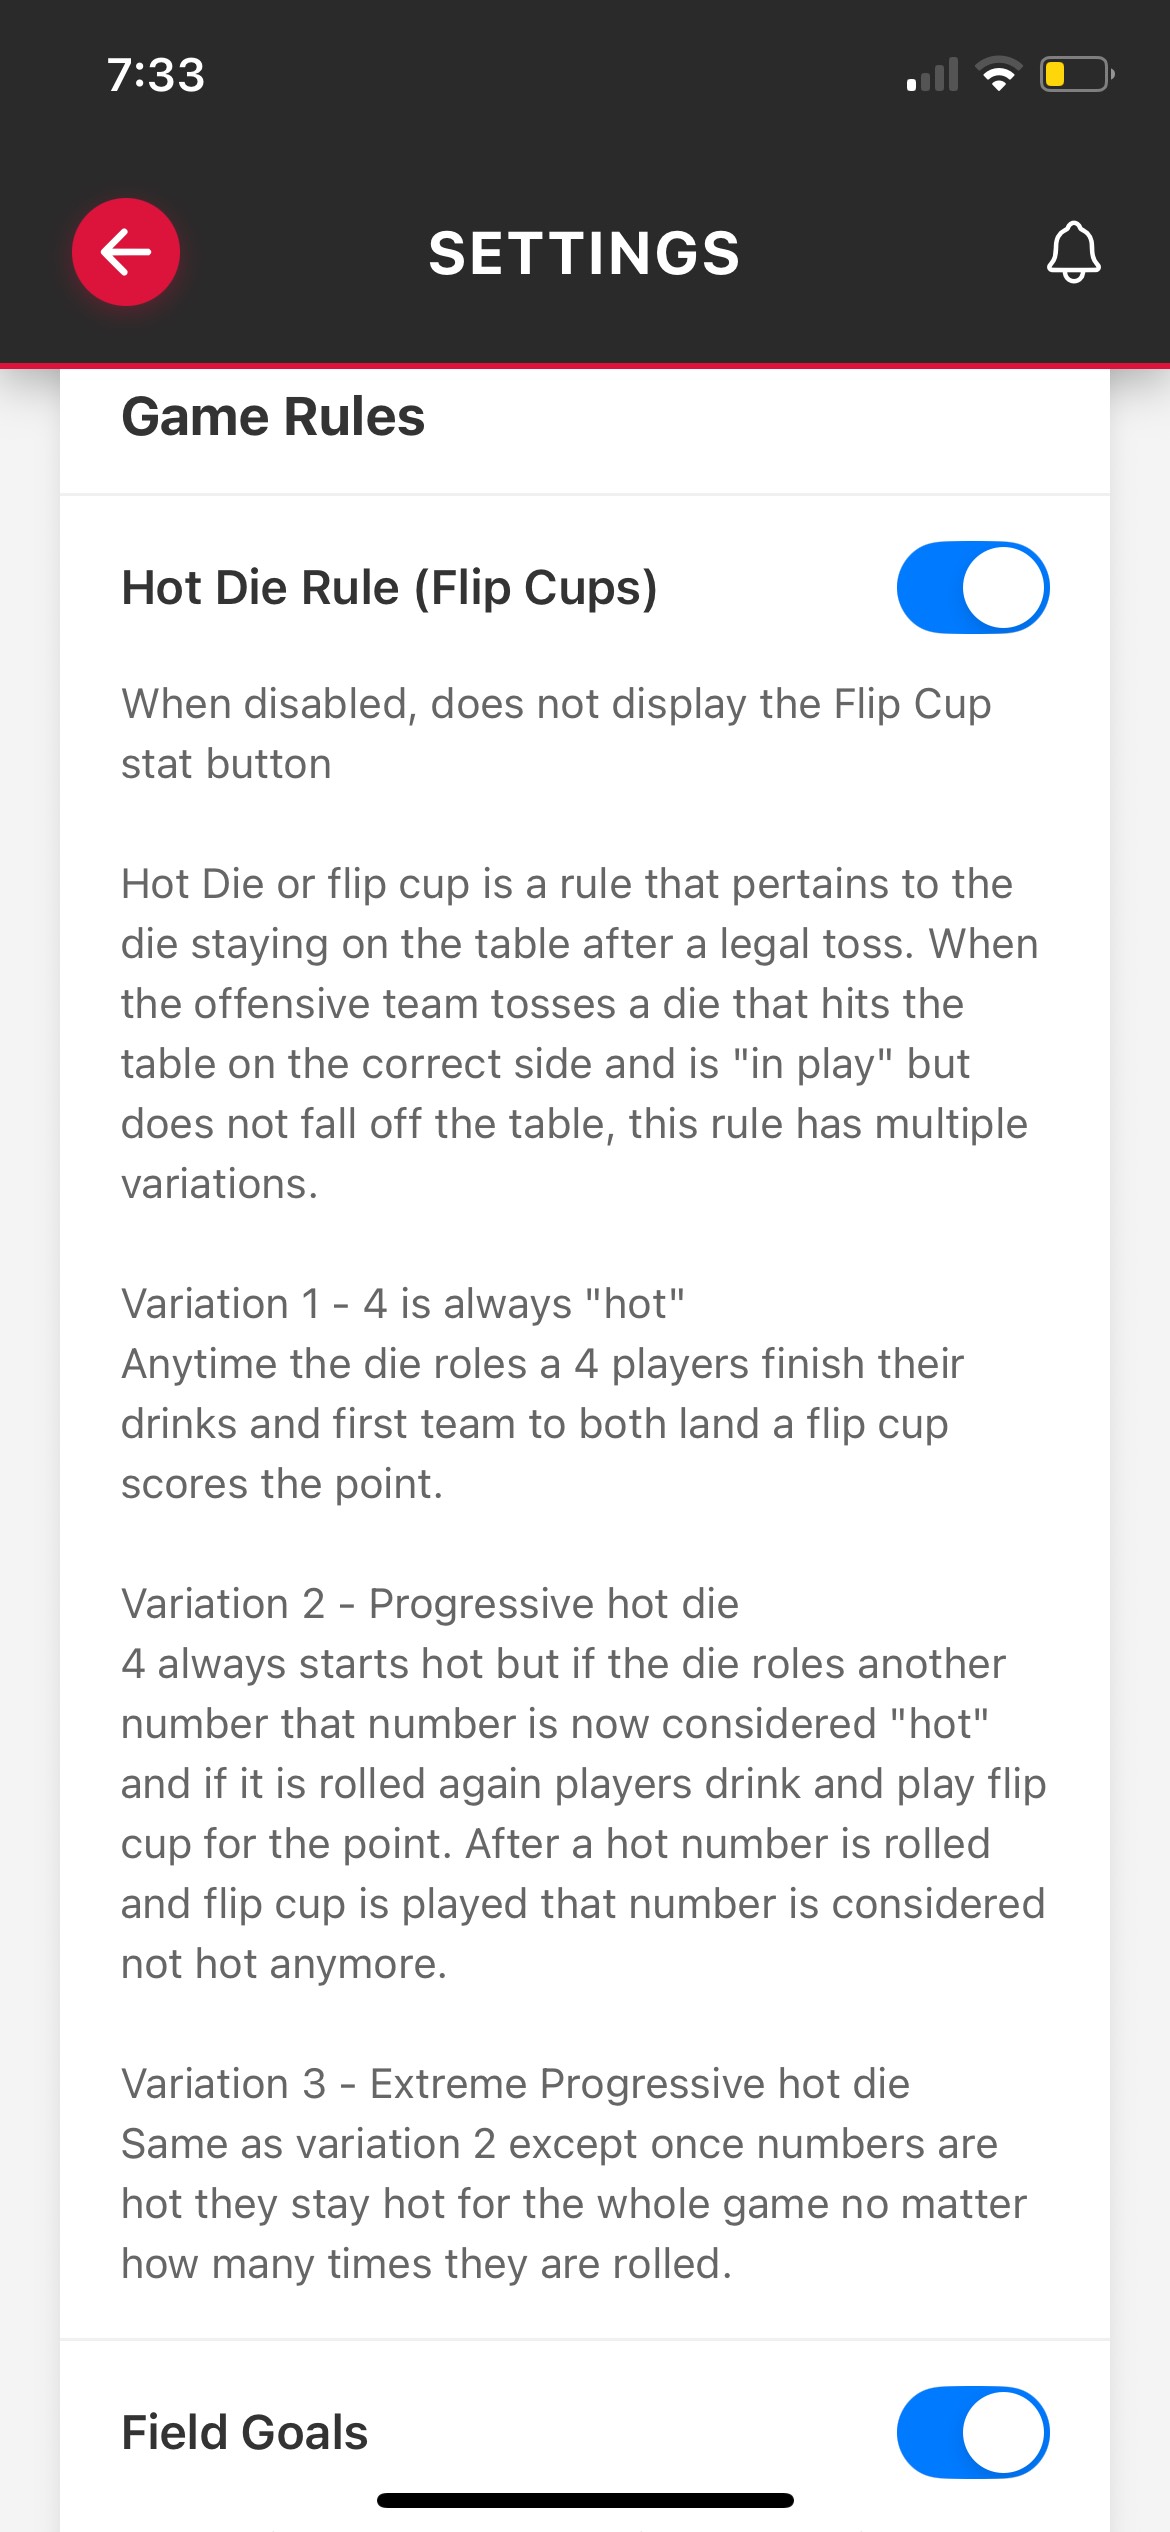 7:33
SETTINGS
Game Rules
Hot Die Rule (Flip Cups)
When disabled, does not display the Flip Cup
stat button
Hot Die or flip cup is a rule that pertains to the
die staying on the table after a legal toss. When
the offensive team tosses a die that hits the
table on the correct side and is "in play" but
does not fall off the table, this rule has multiple
variations.
Variation 1 - 4 is always "hot"
Anytime the die roles a 4 players finish their
drinks and first team to both land a flip cup
scores the point.
Variation 2 - Progressive hot die
4 always starts hot but if the die roles another
number that number is now considered "hot"
and if it is rolled again players drink and play flip
cup for the point. After a hot number is rolled
and flip cup is played that number is considered
not hot anymore.
Variation 3 - Extreme Progressive hot die
Same as variation 2 except once numbers are
hot they stay hot for the whole game no matter
how many times they are rolled.
Field Goals